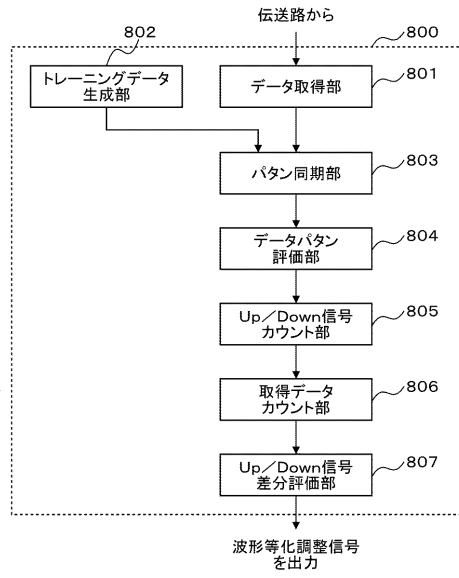 伝送路から
802
800
トレーニングデータ
生成部
データ取得部
801
パタン同期部
803
データパタン
評価部
804
Up／Down信号
カウント部
805
取得データ
カウント部
806
Up／Down信号
差分評価部
807
波形等化調整信号
を出力